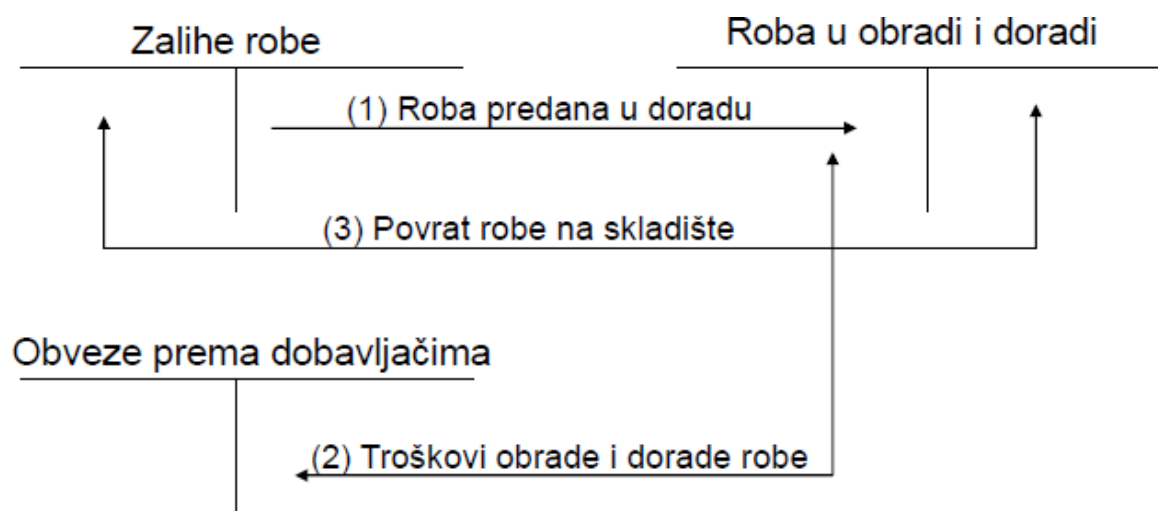 Zalihe robe
Roba u obradi i doradi
(1) Roba predana u doradu
(3) Povrat robe na skladište
Obveze prema dobavljačima
(2) Troškovi obrade i dorade robe